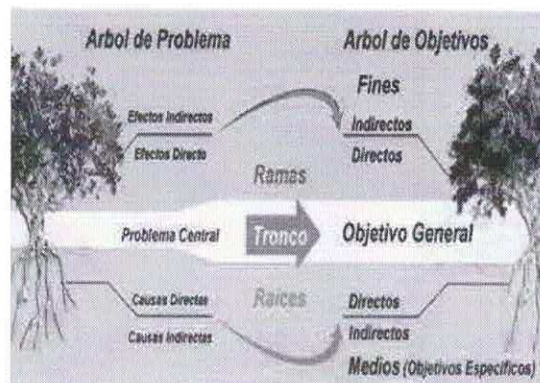 Arbol de Problema
Arbol de Objetivos
Fines
Efectos Indirectos
Efectos Directo
Indirectos
Directos
Ramas
Problema Central
Tronco
Objetivo General
Raíces
Causas Directas
Causas Indirectas
Directos
Indirectos
Medios (Objetivos Específicos)